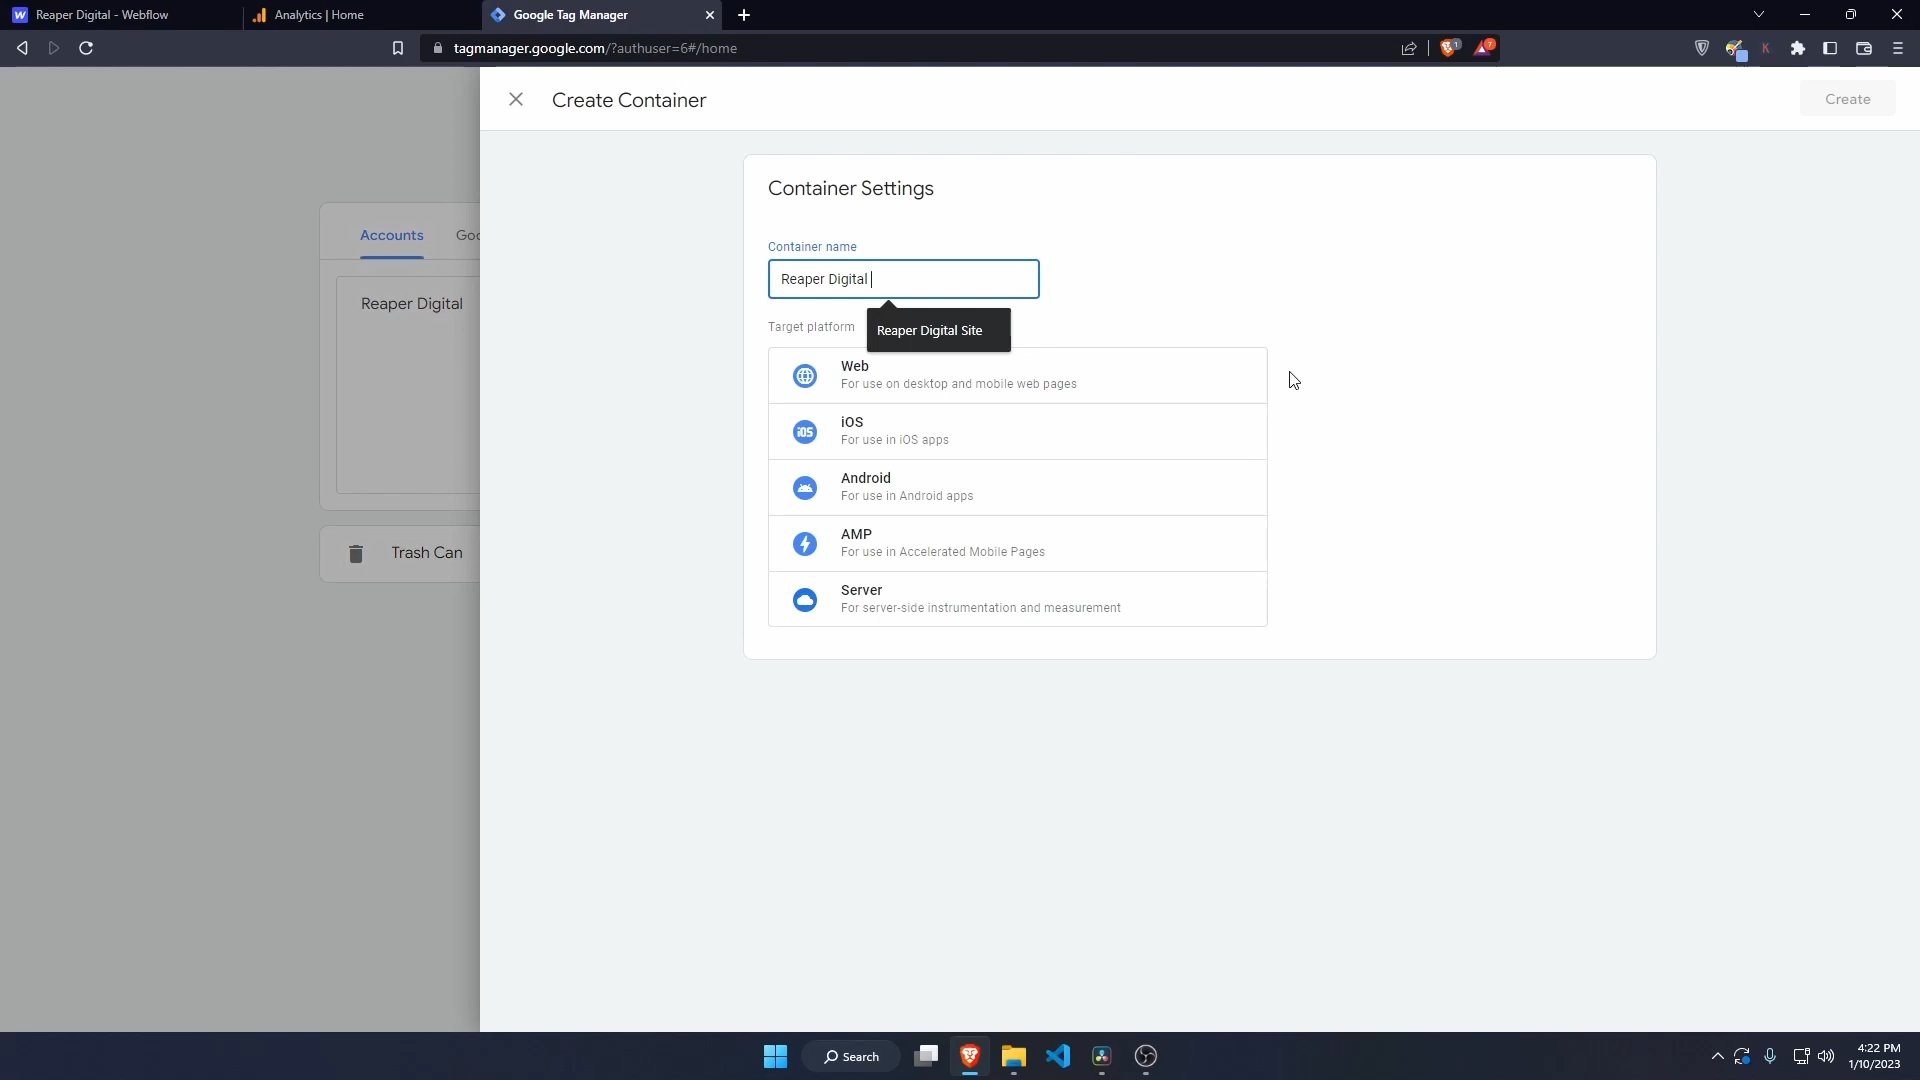 Reaper Digital - Webflow
Analytics | Home
Google Tag Manager
tagmanager.google.com/?authuser=6#/home
1
7
K
Create Container
Create
Container Settings
Accounts
Goo
Container name
Reaper Digital
Reaper Digital
Target platform
Reaper Digital Site
Web
For use on desktop and mobile web pages
iOS
iOS
For use in iOS apps
Android
For use in Android apps
AMP
For use in Accelerated Mobile Pages
Trash Can
Server
For server-side instrumentation and measurement
Search
4:22 PM
1/10/2023